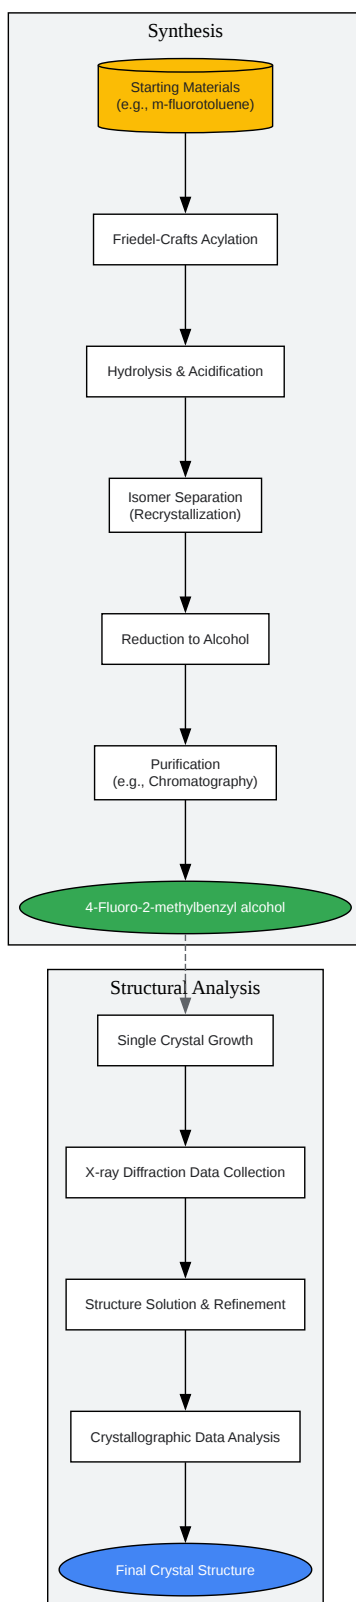 Synthesis
Starting Materials
(e.g., m-fluorotoluene)
Friedel-Crafts Acylation
Hydrolysis & Acidification
Isomer Separation
(Recrystallization)
Reduction to Alcohol
Purification
(e.g., Chromatography)
4-Fluoro-2-methylbenzyl alcohol
Structural Analysis
Single Crystal Growth
X-ray Diffraction Data Collection
Structure Solution & Refinement
Crystallographic Data Analysis
Final Crystal Structure